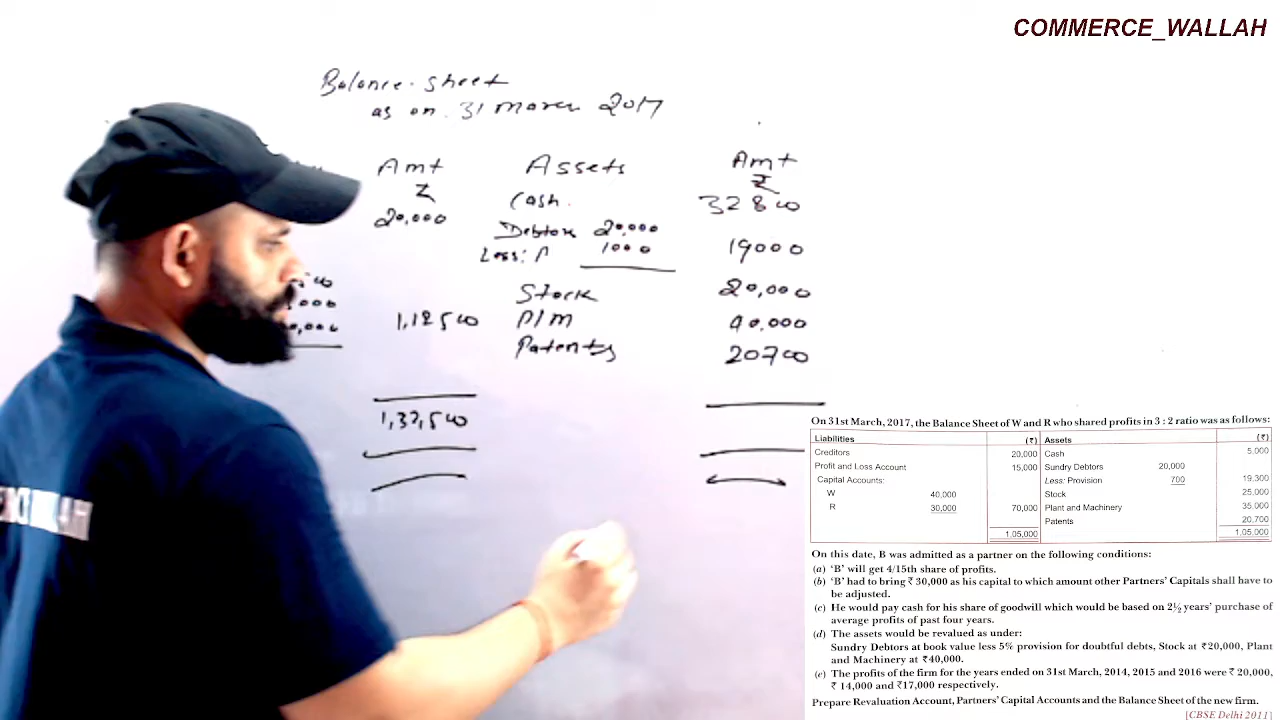 COMMERCE_WALLAH
Balance sheet
as on 31 March 2017
Amt Assets Amt
₹ ₹
20,000 Cash 32800
Debtors 20,000
Less: P 1000 19000
Stock 20,000
1,12500 P/M 40,000
Patents 20700
1,32,500
On 31st March, 2017, the Balance Sheet of W and R who shared profits in 3 : 2 ratio was as follows:
Liabilities (₹) Assets (₹)
Creditors 20,000 Cash 5,000
Profit and Loss Account 15,000 Sundry Debtors 20,000
Capital Accounts: Less: Provision 700 19,300
W 40,000 Stock 25,000
R 30,000 70,000 Plant and Machinery 35,000
Patents 20,700
1,05,000 1,05,000
On this date, B was admitted as a partner on the following conditions:
(a) 'B' will get 4/15th share of profits.
(b) 'B' had to bring ₹ 30,000 as his capital to which amount other Partners' Capitals shall have to
be adjusted.
(c) He would pay cash for his share of goodwill which would be based on 2½ years' purchase of
average profits of past four years.
(d) The assets would be revalued as under:
Sundry Debtors at book value less 5% provision for doubtful debts, Stock at ₹20,000, Plant
and Machinery at ₹40,000.
(e) The profits of the firm for the years ended on 31st March, 2014, 2015 and 2016 were ₹ 20,000,
₹ 14,000 and ₹17,000 respectively.
Prepare Revaluation Account, Partners' Capital Accounts and the Balance Sheet of the new firm.
[CBSE Delhi 2011]